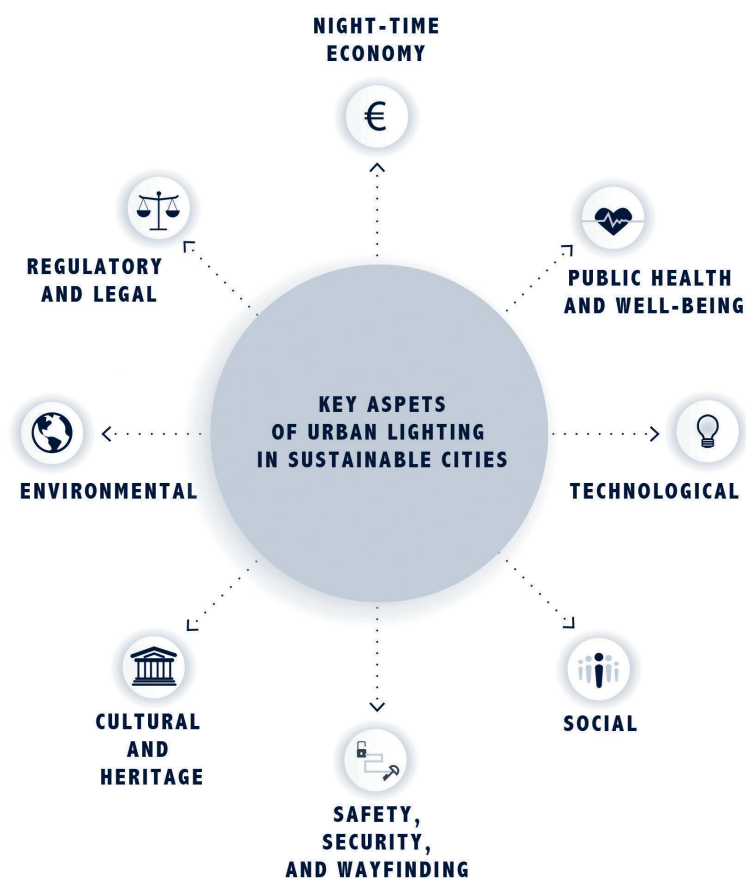 NIGHT-TIME
ECONOMY
€
REGULATORY
AND LEGAL
PUBLIC HEALTH
AND WELL-BEING
KEY ASPETS
OF URBAN LIGHTING
IN SUSTAINABLE CITIES
ENVIRONMENTAL
TECHNOLOGICAL
CULTURAL
AND
HERITAGE
SOCIAL
SAFETY,
SECURITY,
AND WAYFINDING